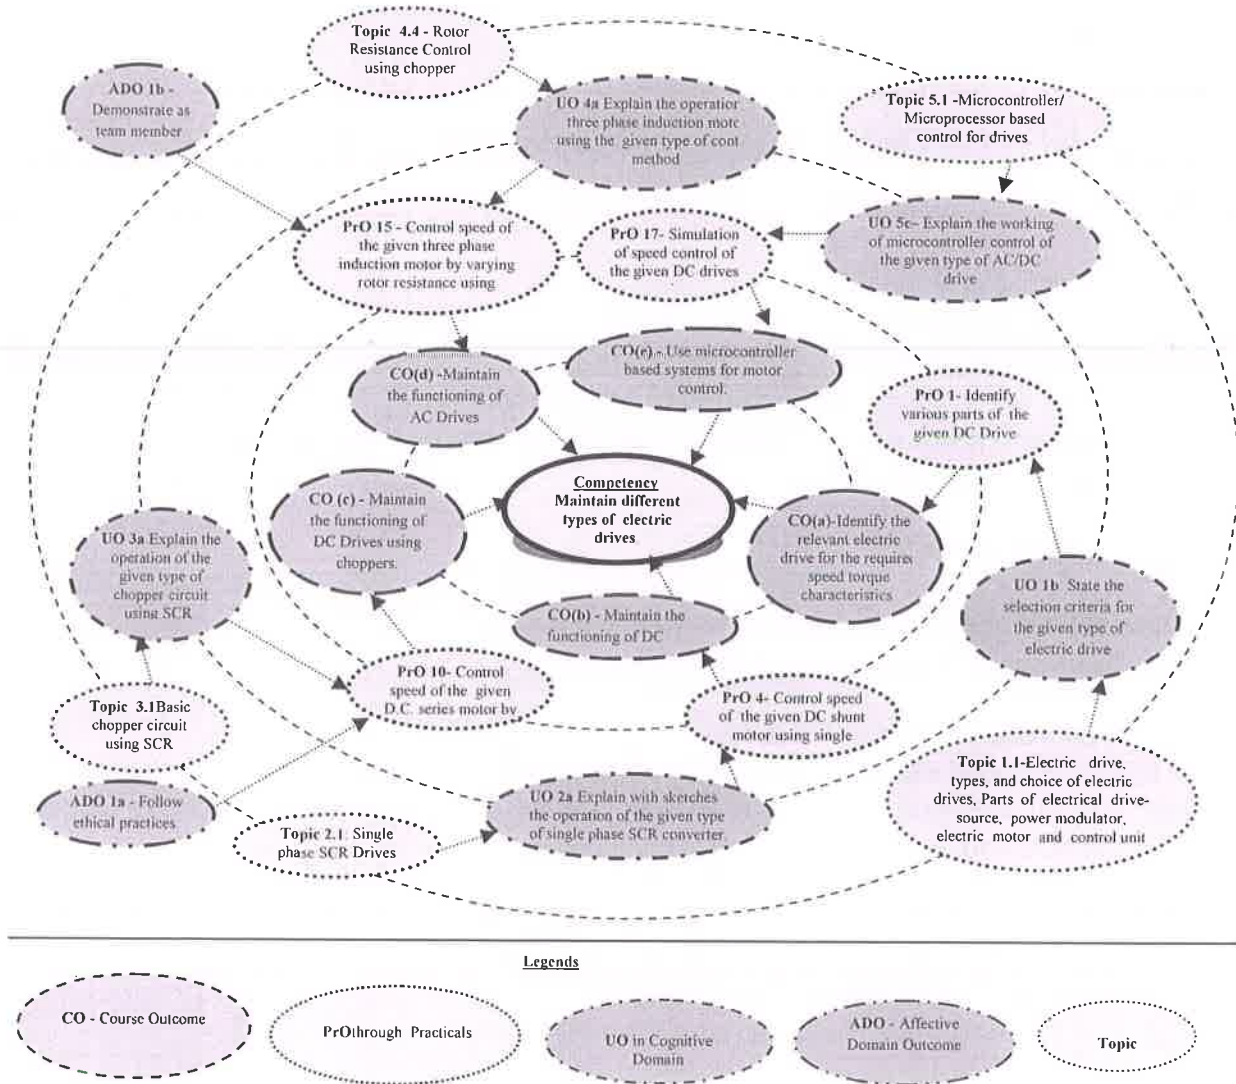 Topic 4.4 - Rotor
Resistance Control
using chopper
ADO 1b -
Demonstrate as
team member
UO 4a Explain the operation
three phase induction motc
using the given type of cont
method
Topic 5.1 -Microcontroller/
Microprocessor based
control for drives
PrO 15 - Control speed of
the given three phase
induction motor by varying
rotor resistance using
PrO 17- Simulation
of speed control of
the given DC drives
UO 5c- Explain the working
of microcontroller control of
the given type of AC/DC
drive
CO(d) -Maintain
the functioning of
AC Drives
CO(e) - Use microcontroller
based systems for motor
control.
PrO 1- Identify
various parts of the
given DC Drive
CO (c) - Maintain
the functioning of
DC Drives using
choppers.
Competency
Maintain different
types of electric
drives
CO(a)-Identify the
relevant electric
drive for the require
speed torque
characteristics
UO 3a Explain the
operation of the
given type of
chopper circuit
using SCR
CO(b) - Maintain the
functioning of DC
UO 1b State the
selection criteria for
the given type of
electric drive
Topic 3.1Basic
chopper circuit
using SCR
PrO 10- Control
speed of the given
D.C. series motor by
PrO 4- Control speed
of the given DC shunt
motor using single
ADO 1a - Follow
ethical practices
Topic 2.1. Single
phase SCR Drives
UO 2a Explain with sketches
the operation of the given type
of single phase SCR converter
Topic 1.1-Electric drive,
types, and choice of electric
drives, Parts of electrical drive-
source, power modulator,
electric motor and control unit
Legends
CO - Course Outcome
PrOthrough Practicals
UO in Cognitive
Domain
ADO - Affective
Domain Outcome
Topic